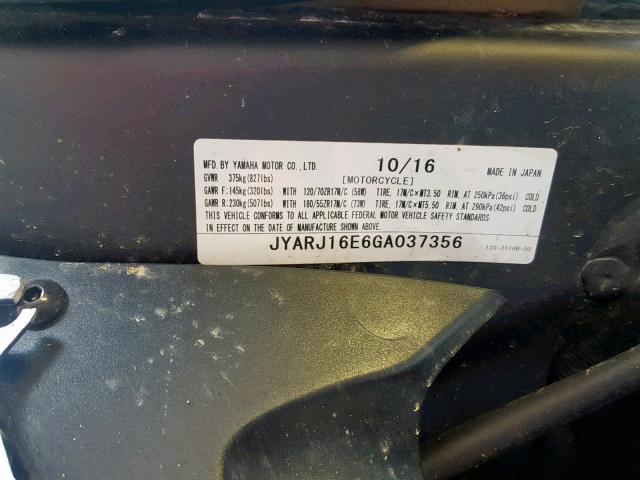 MFD. BY YAMAHA MOTOR CO., LTD. 10/16 MADE IN JAPAN
GVWR 375kg(827lbs) [MOTORCYCLE]
GAWR F:145kg(320lbs) WITH 120/70ZR17M/C (58W) TIRE, 17M/C×MT3.50 RIM, AT 250kPa(36psi) COLD
GAWR R:230kg(507lbs) WITH 180/55ZR17M/C (73W) TIRE, 17M/C×MT5.50 RIM, AT 290kPa(42psi) COLD
THIS VEHICLE CONFORMS TO ALL APPLICABLE FEDERAL MOTOR VEHICLE SAFETY STANDARDS
IN EFFECT ON THE DATE OF MANUFACTURE SHOWN ABOVE.
JYARJ16E6GA037356